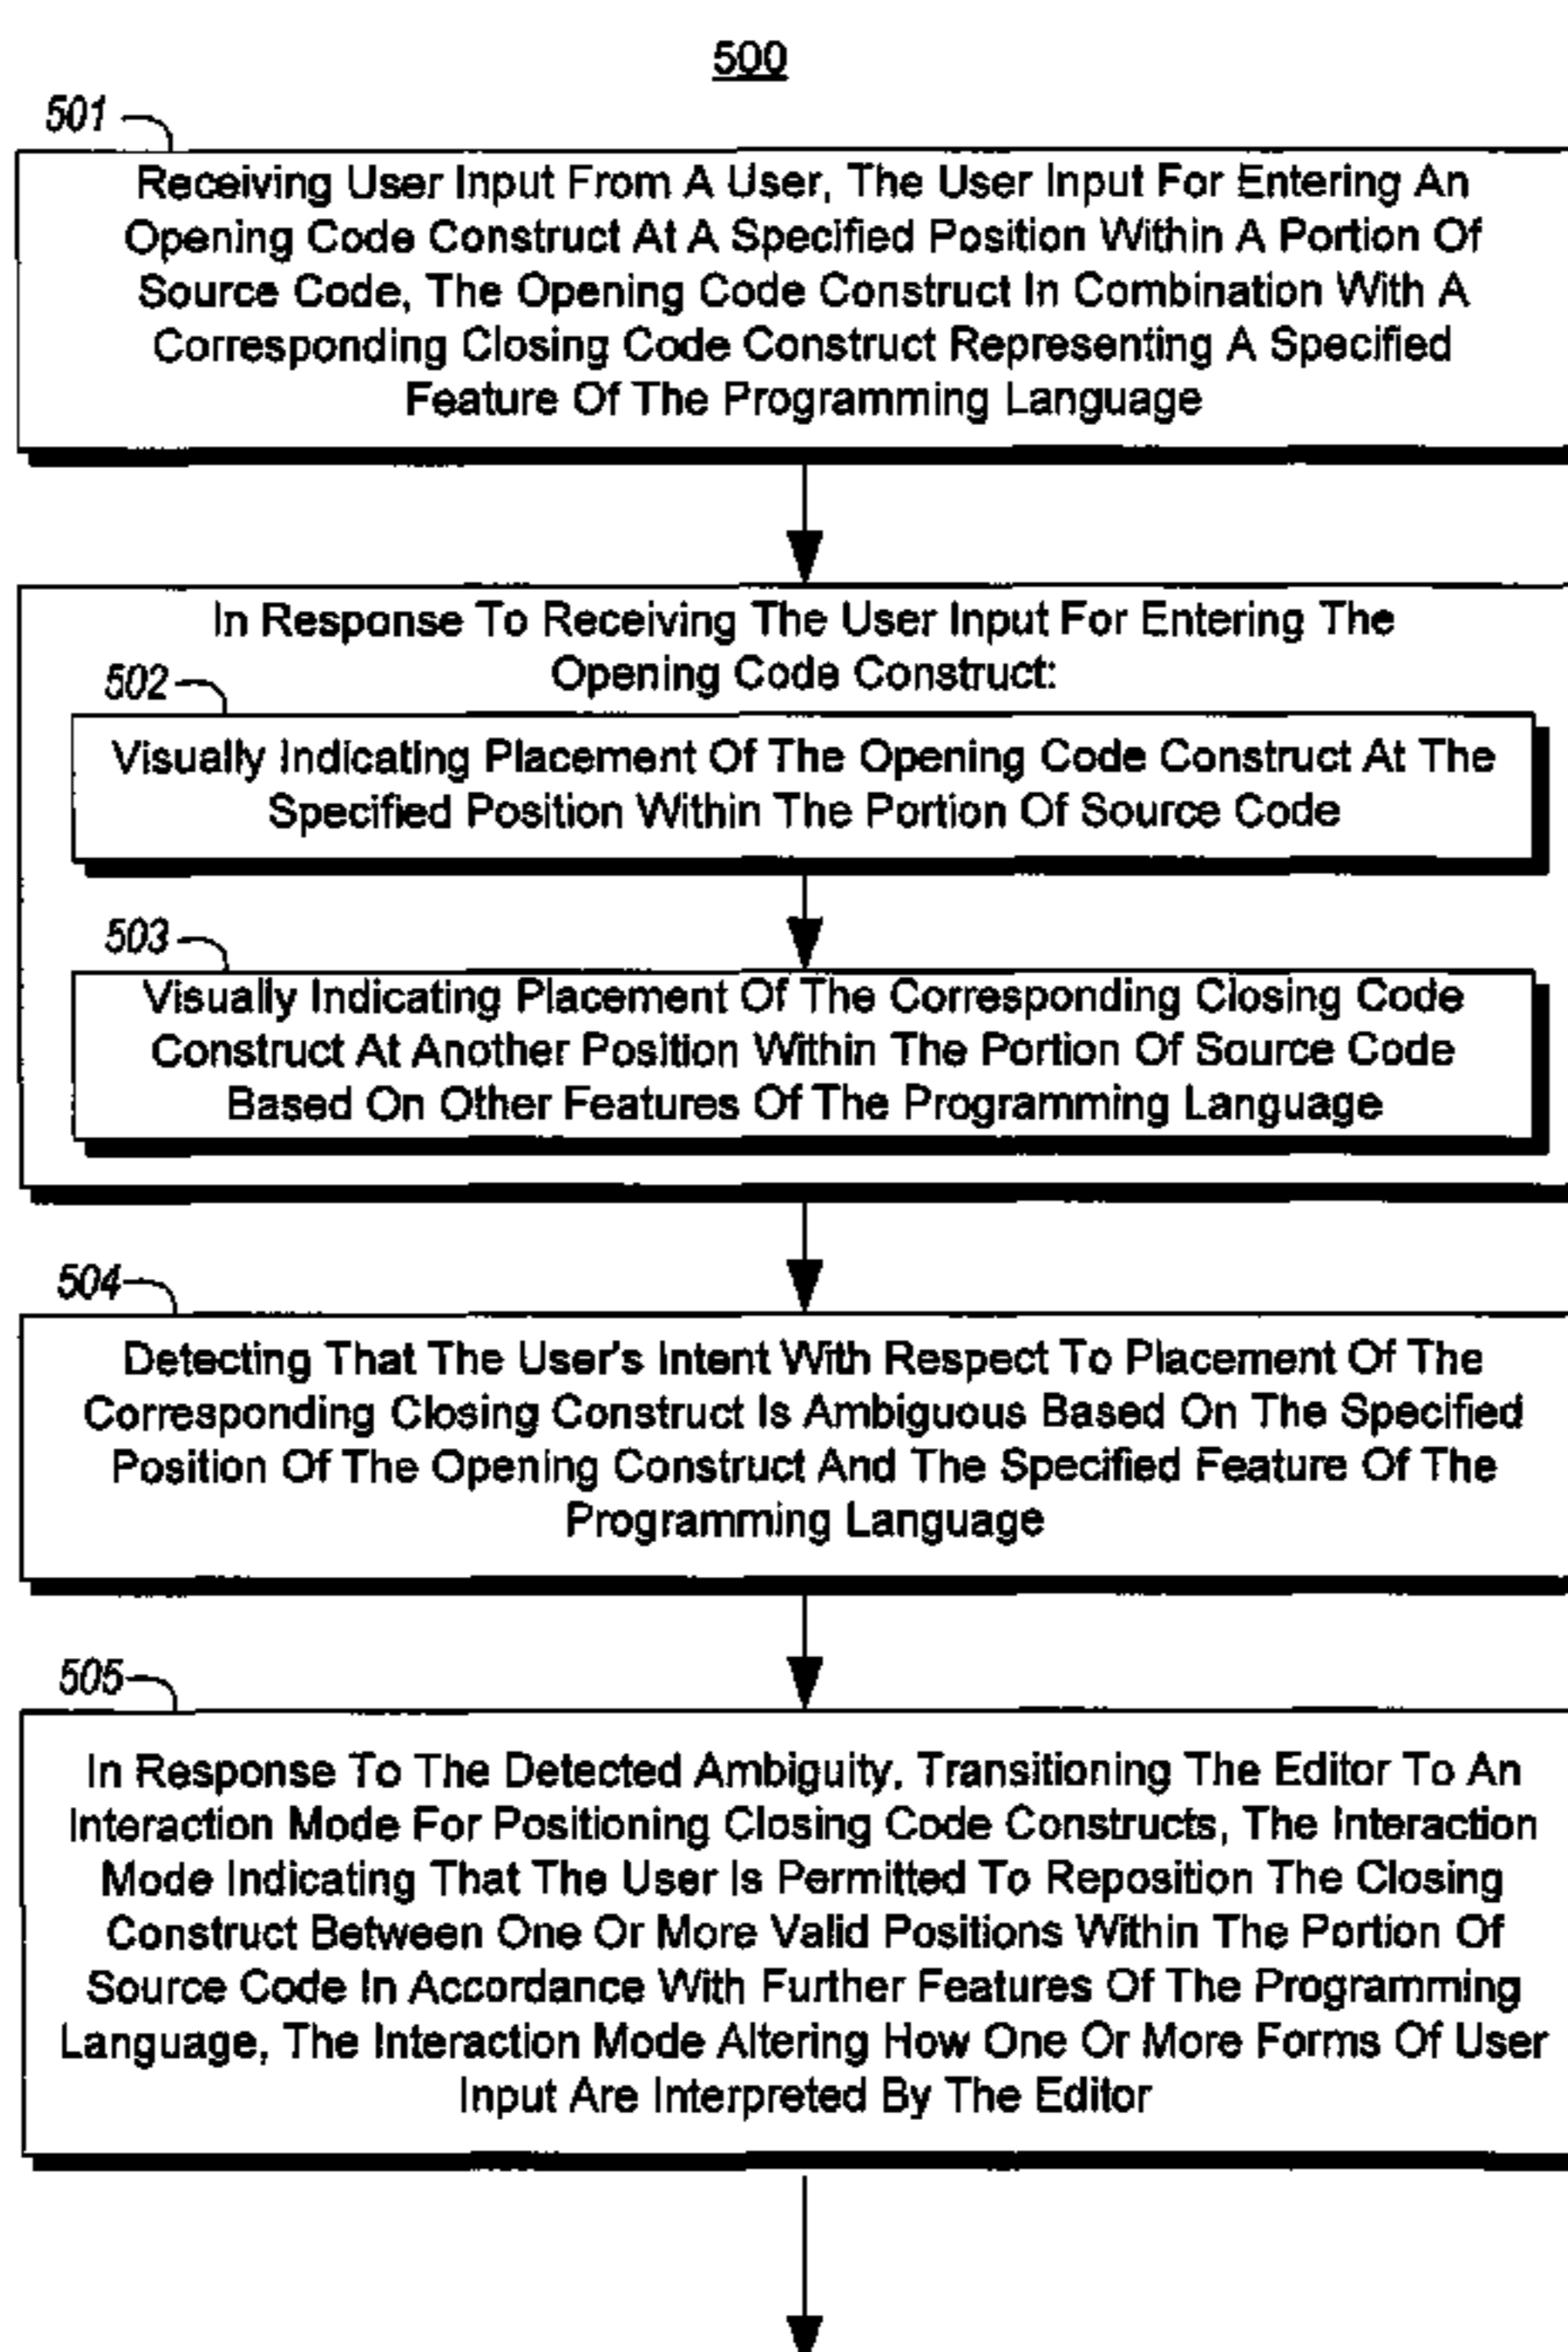 500
501
Receiving User Input From A User, The User Input For Entering An
Opening Code Construct At A Specified Position Within A Portion Of
Source Code, The Opening Code Construct In Combination With A
Corresponding Closing Code Construct Representing A Specified
Feature Of The Programming Language
In Response To Receiving The User Input For Entering The
Opening Code Construct:
502
Visually Indicating Placement Of The Opening Code Construct At The
Specified Position Within The Portion Of Source Code
503
Visually Indicating Placement Of The Corresponding Closing Code
Construct At Another Position Within The Portion Of Source Code
Based On Other Features Of The Programming Language
504
Detecting That The User's Intent With Respect To Placement Of The
Corresponding Closing Construct Is Ambiguous Based On The Specified
Position Of The Opening Construct And The Specified Feature Of The
Programming Language
505
In Response To The Detected Ambiguity, Transitioning The Editor To An
Interaction Mode For Positioning Closing Code Constructs, The Interaction
Mode Indicating That The User Is Permitted To Reposition The Closing
Construct Between One Or More Valid Positions Within The Portion Of
Source Code In Accordance With Further Features Of The Programming
Language, The Interaction Mode Altering How One Or More Forms Of User
Input Are Interpreted By The Editor